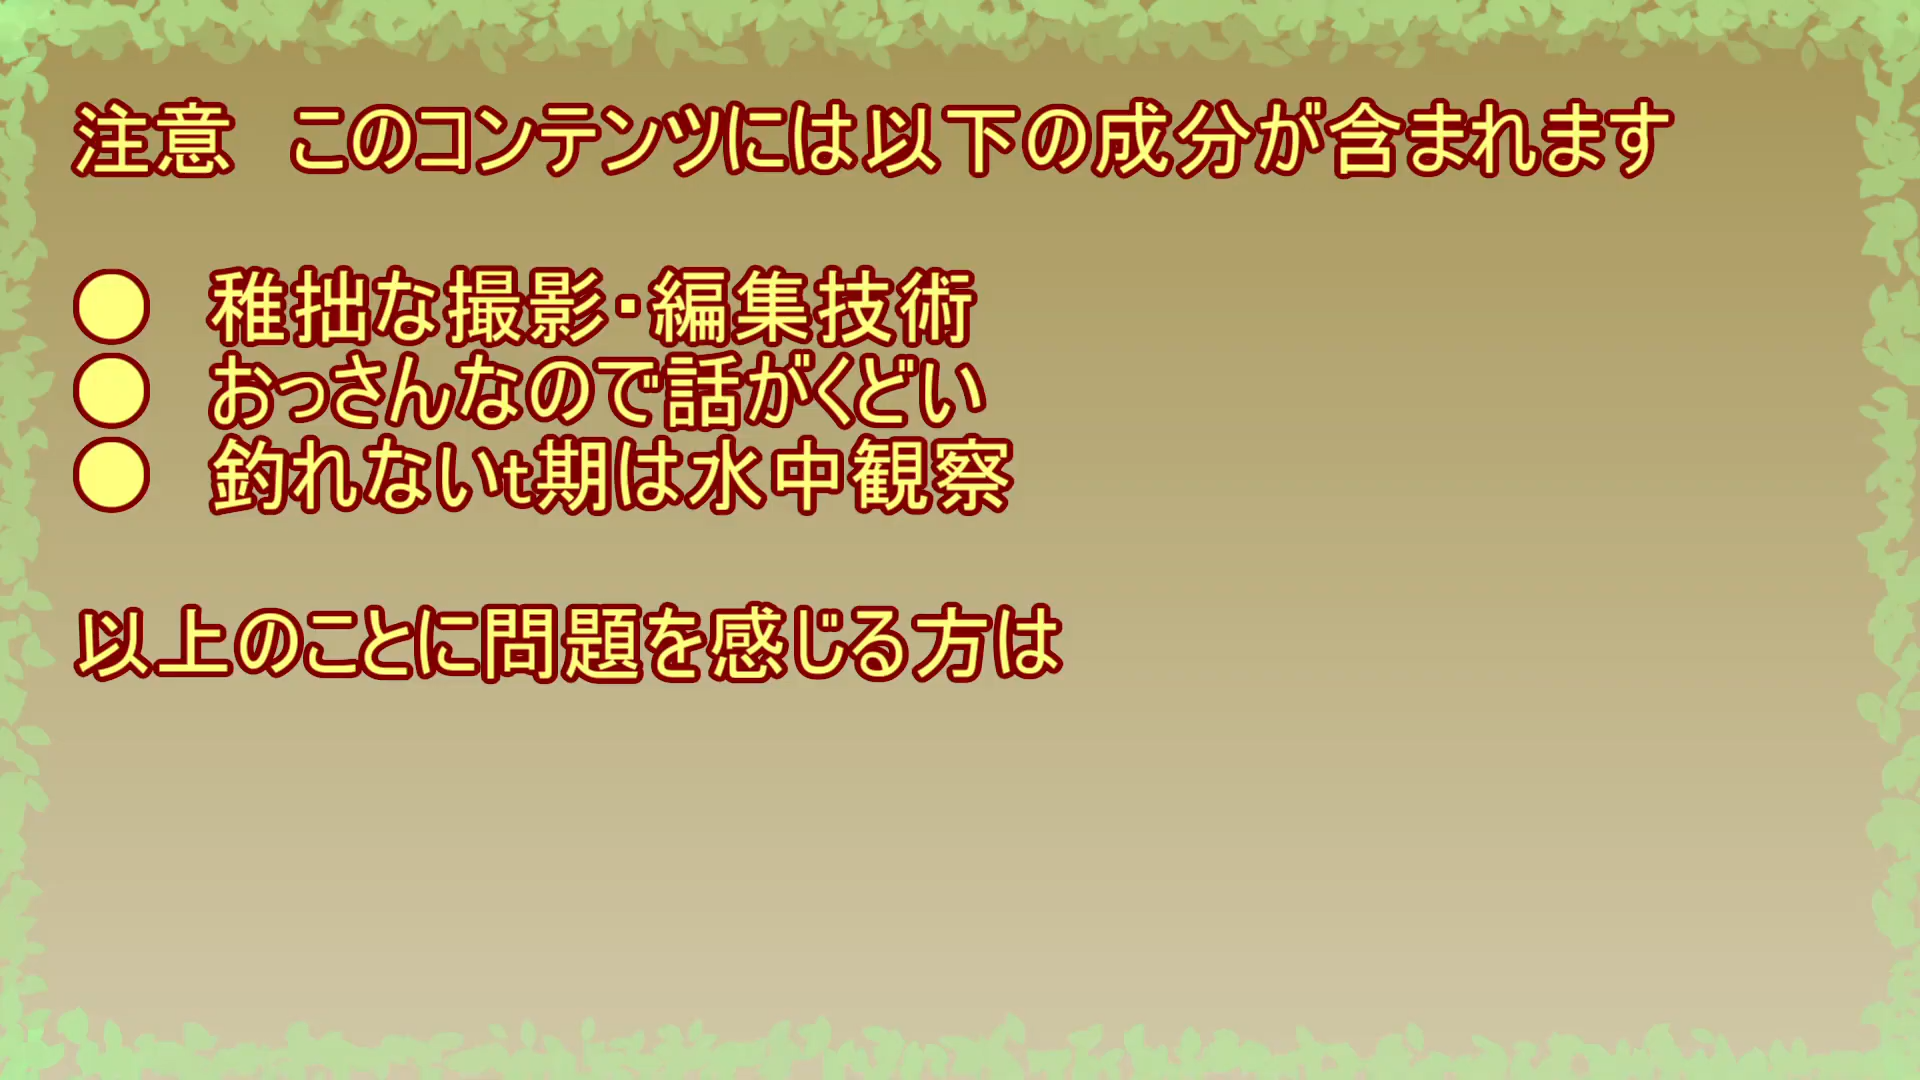 注意　このコンテンツには以下の成分が含まれます
●　稚拙な撮影・編集技術
●　おっさんなので話がくどい
●　釣れないt期は水中観察
以上のことに問題を感じる方は